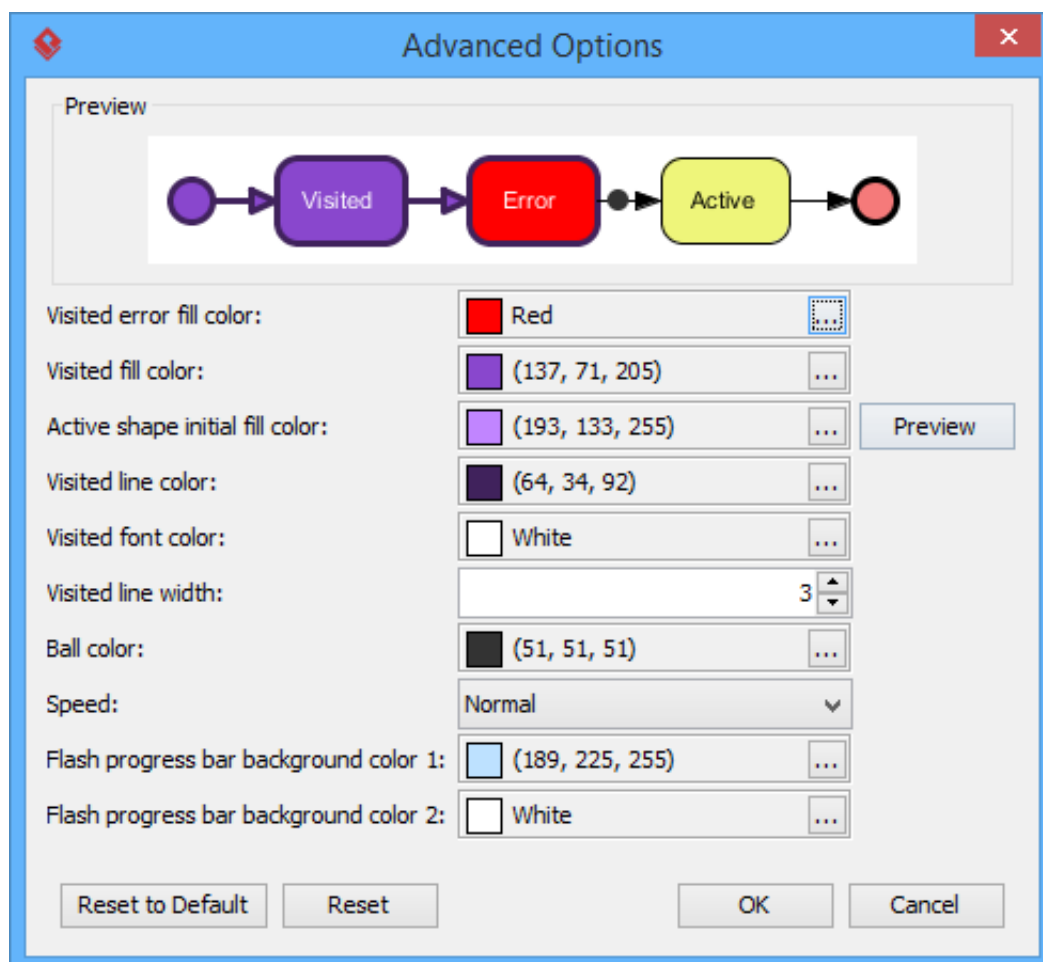 Advanced Options
Preview
Visited Error Active
Visited error fill color: Red ...
Visited fill color: (137, 71, 205) ...
Active shape initial fill color: (193, 133, 255) ... Preview
Visited line color: (64, 34, 92) ...
Visited font color: White ...
Visited line width: 3
Ball color: (51, 51, 51) ...
Speed: Normal
Flash progress bar background color 1: (189, 225, 255) ...
Flash progress bar background color 2: White ...
Reset to Default Reset OK Cancel